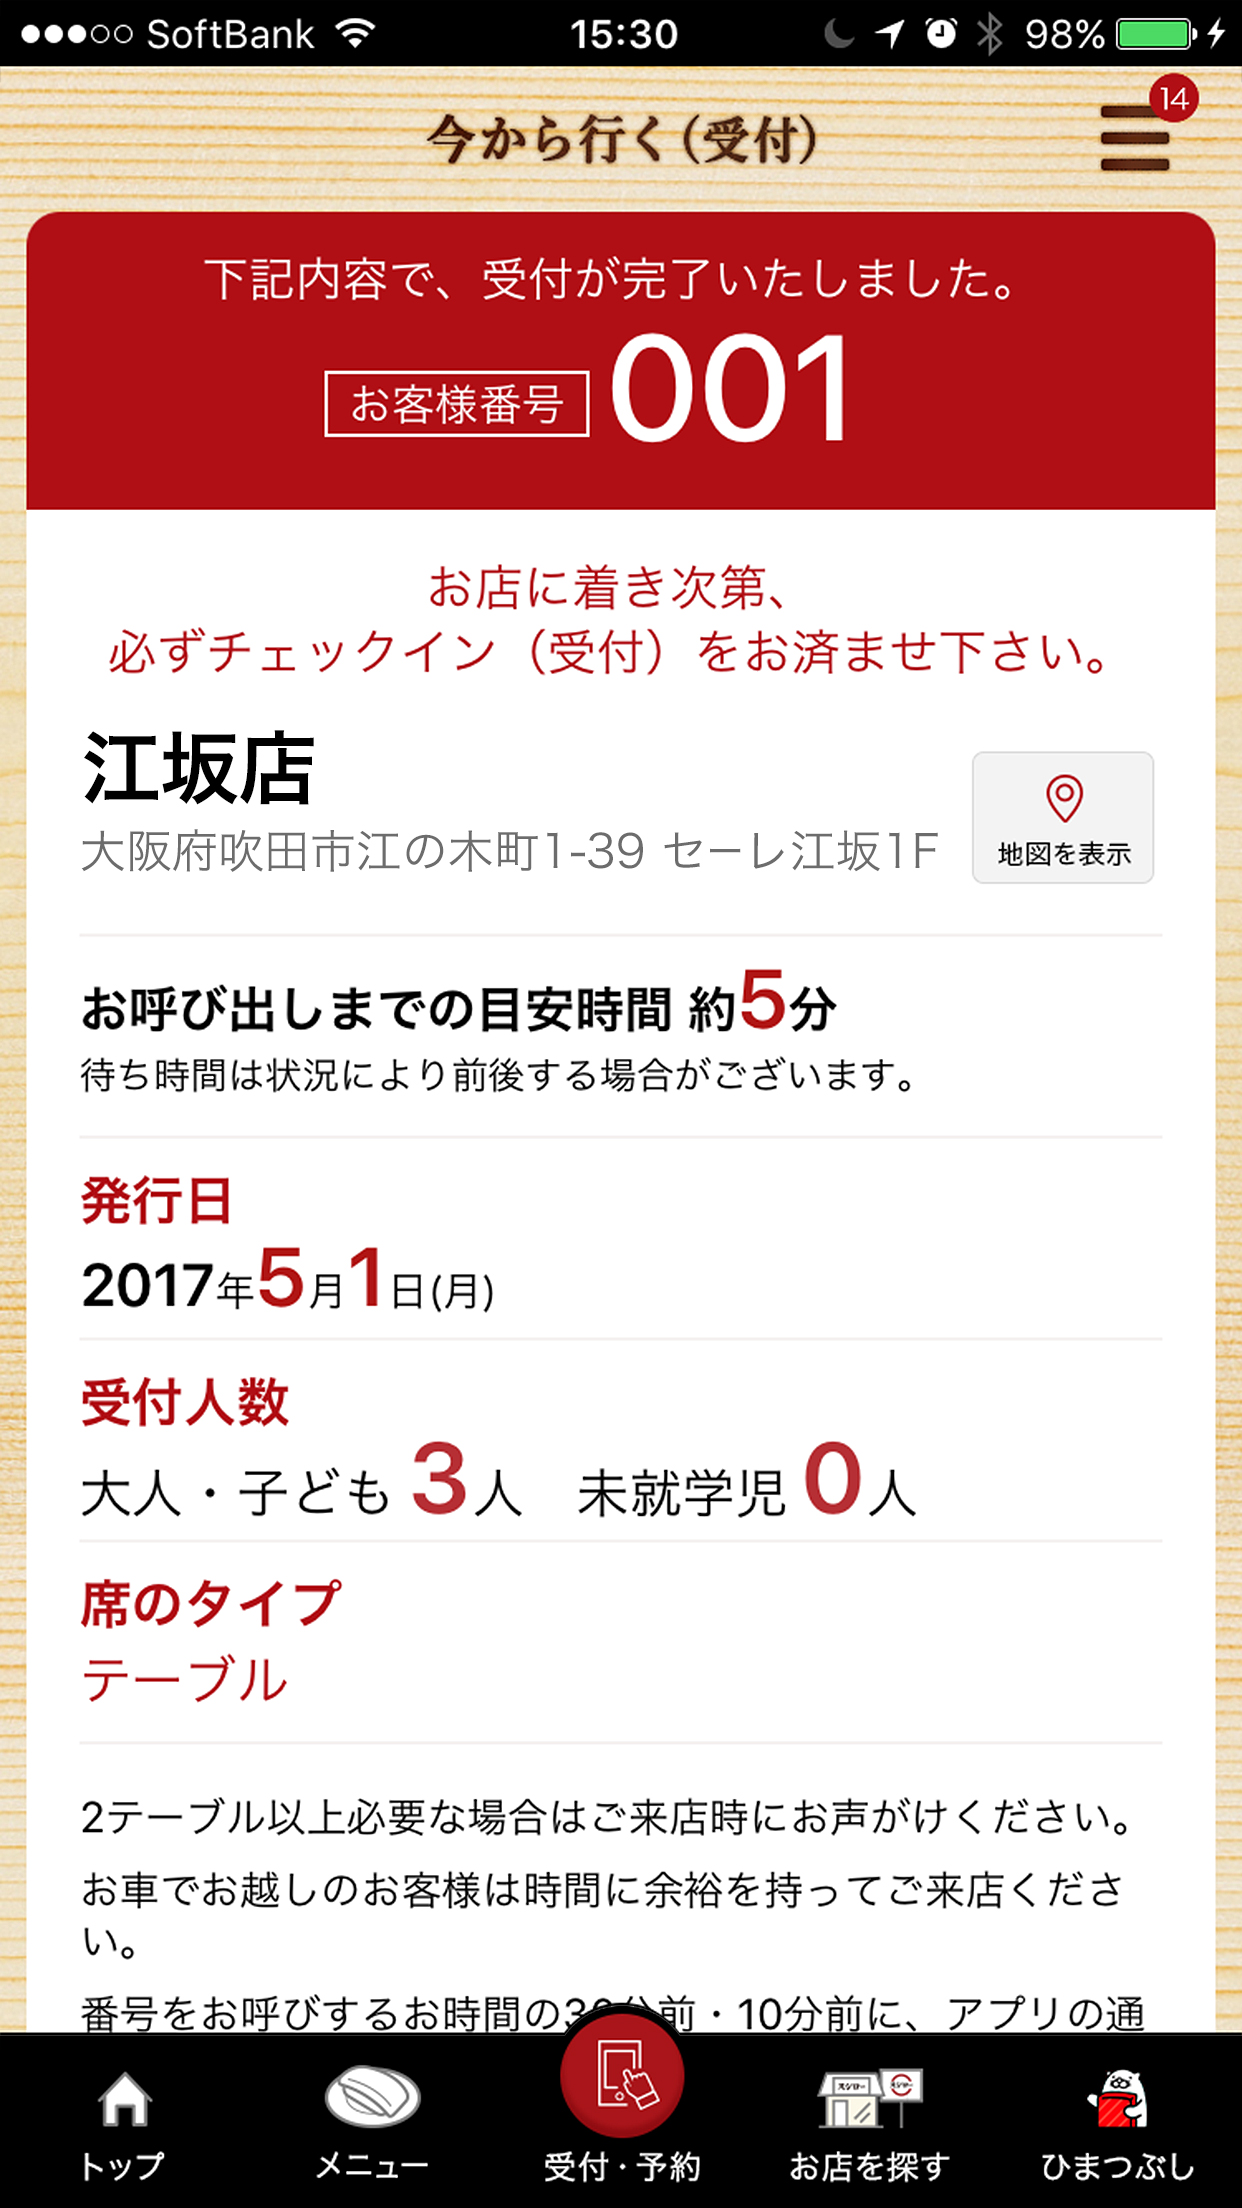 SoftBank 15:30 98%
今から行く(受付)
14
下記内容で、受付が完了いたしました。
お客様番号 001
お店に着き次第、
必ずチェックイン（受付）をお済ませ下さい。
江坂店
大阪府吹田市江の木町1-39 セーレ江坂1F
地図を表示
お呼び出しまでの目安時間 約5分
待ち時間は状況により前後する場合がございます。
発行日
2017年5月1日(月)
受付人数
大人・子ども 3人 未就学児 0人
席のタイプ
テーブル
2テーブル以上必要な場合はご来店時にお声がけください。
お車でお越しのお客様は時間に余裕を持ってご来店くださ
い。
番号をお呼びするお時間の30分前・10分前に、アプリの通
スシロー
トップ
メニュー
受付・予約
お店を探す
ひまつぶし